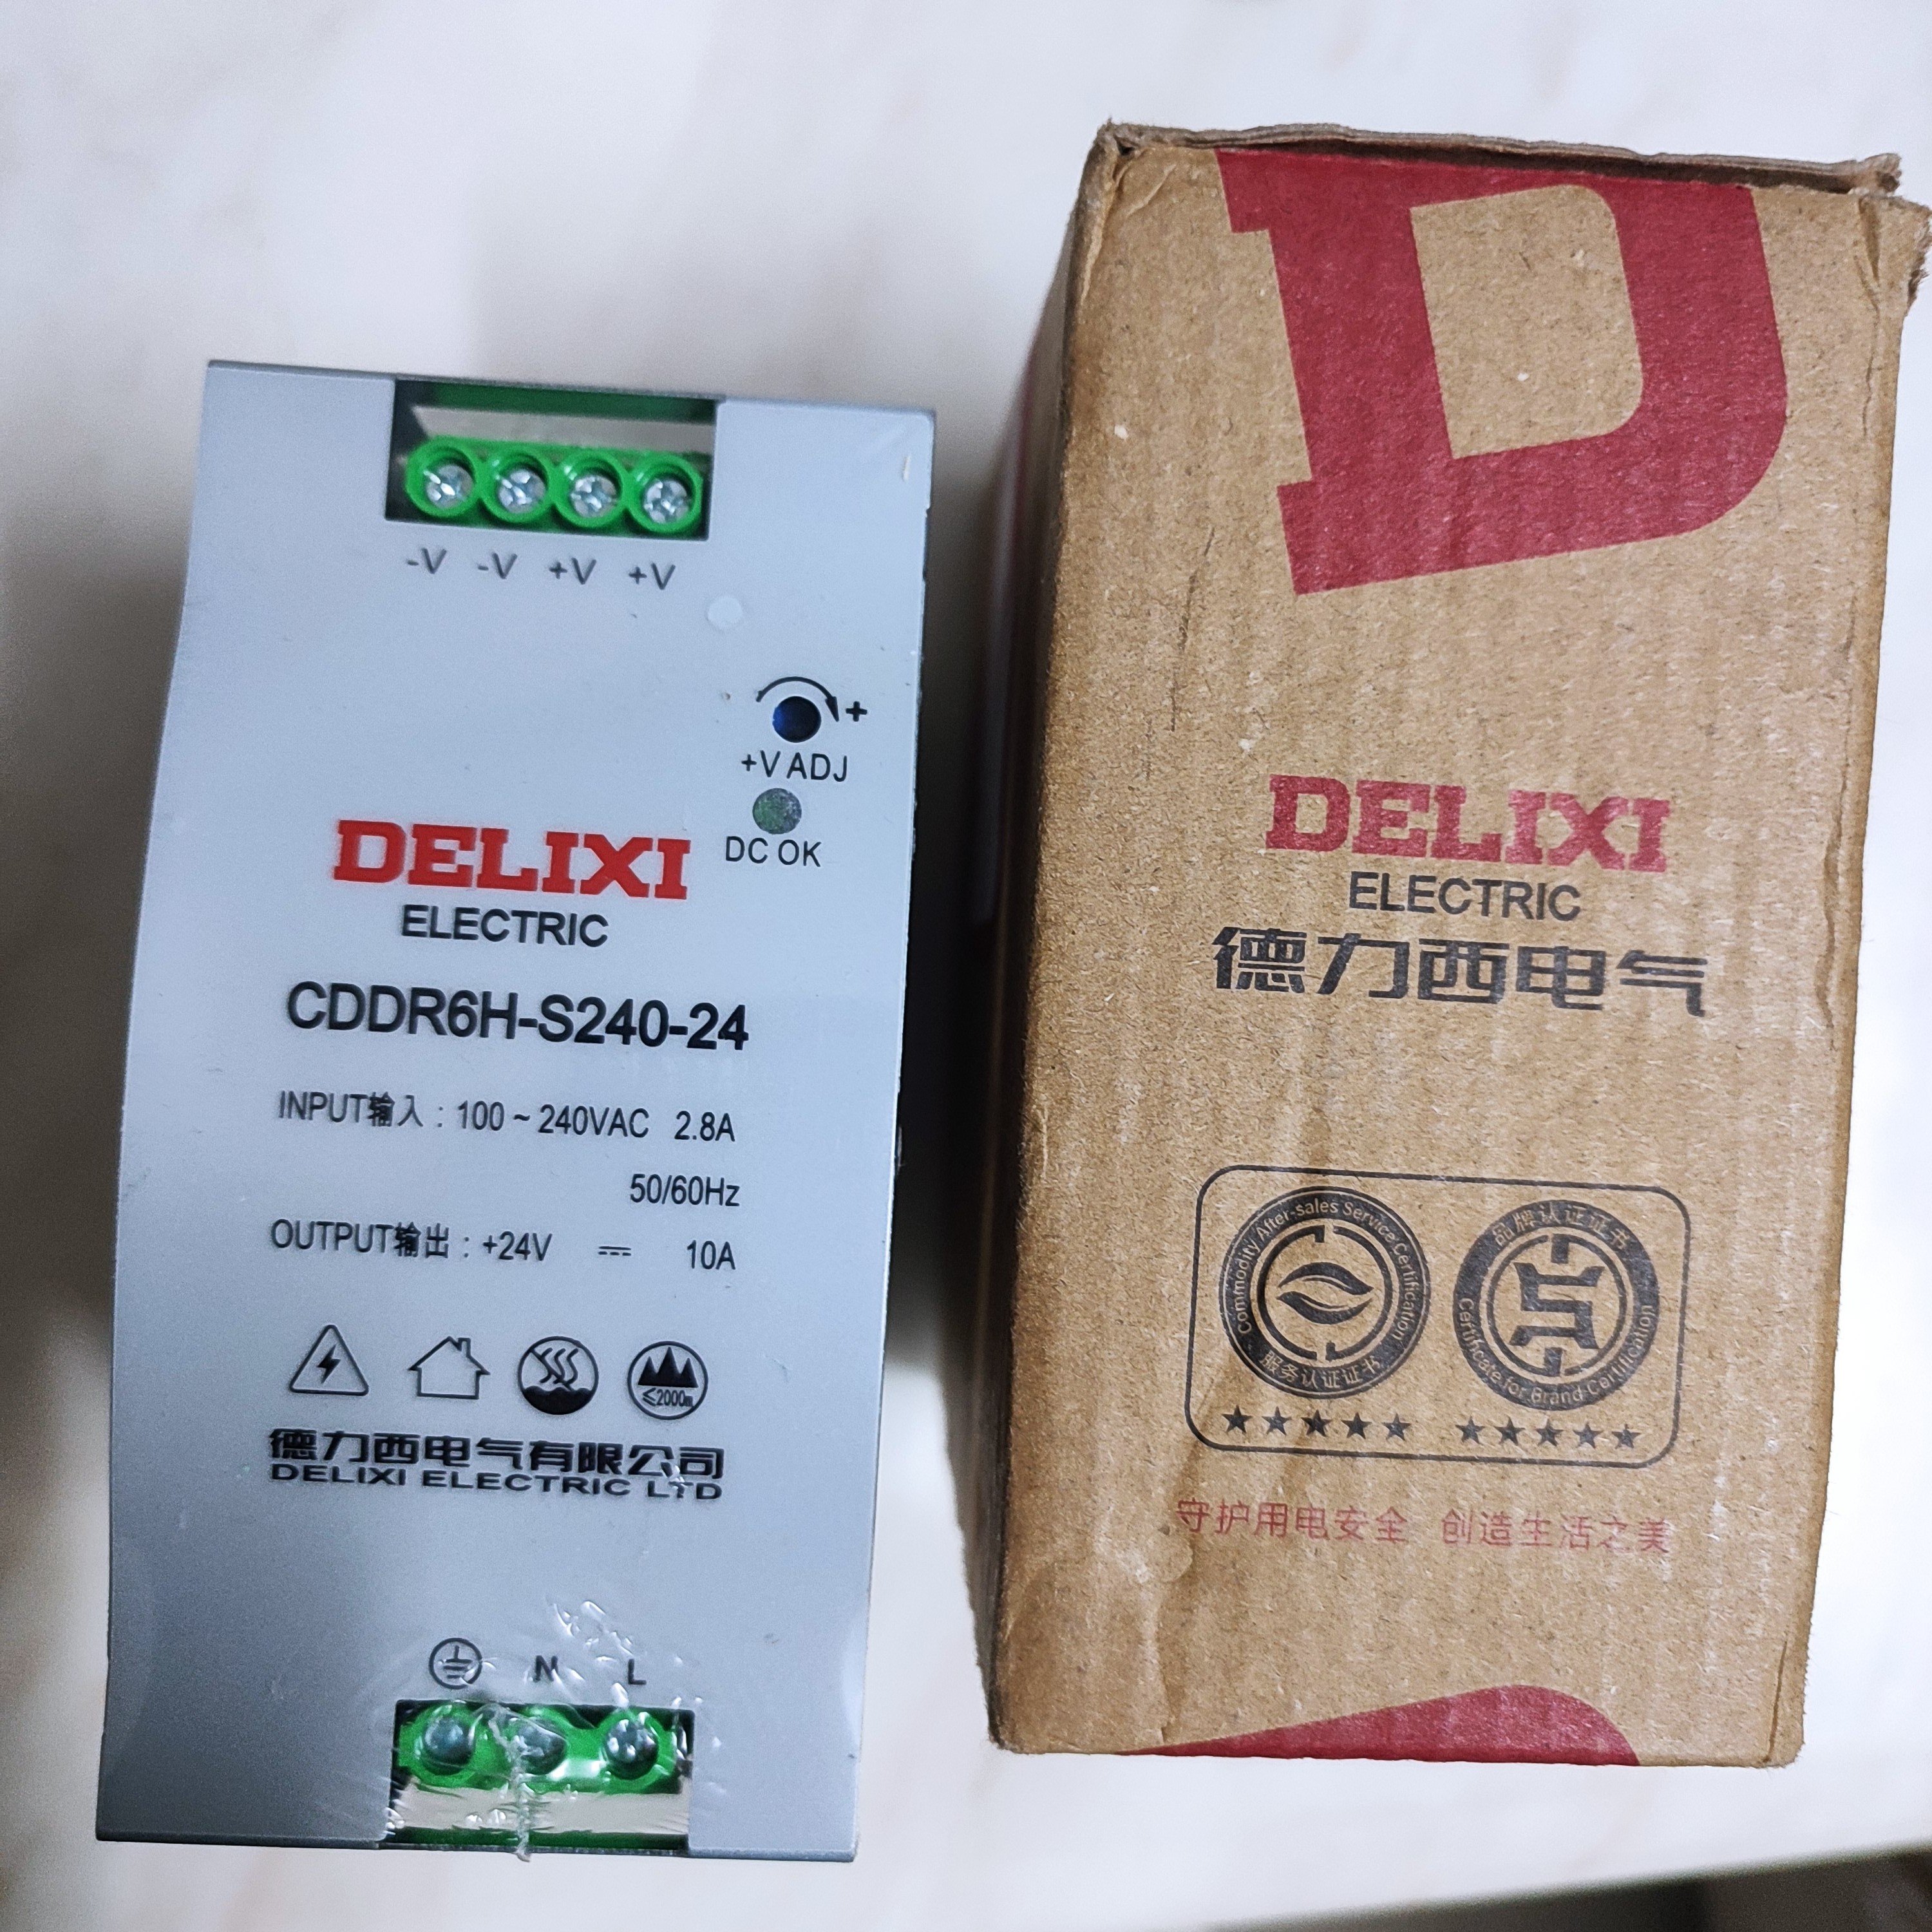 -V -V +V +V
+
+V ADJ
DC OK
DELIXI
ELECTRIC
CDDR6H-S240-24
INPUT输入：100～240VAC 2.8A
50/60Hz
OUTPUT输出：+24V ⎓ 10A
≤2000m
德力西电气有限公司
DELIXI ELECTRIC LTD
N L
D
DELIXI
ELECTRIC
德力西电气
Commodity After-sales Service Certification
服务认证证书
品牌认证证书
Certificate for Brand Certification
★★★★★ ★★★★★
守护用电安全 创造生活之美